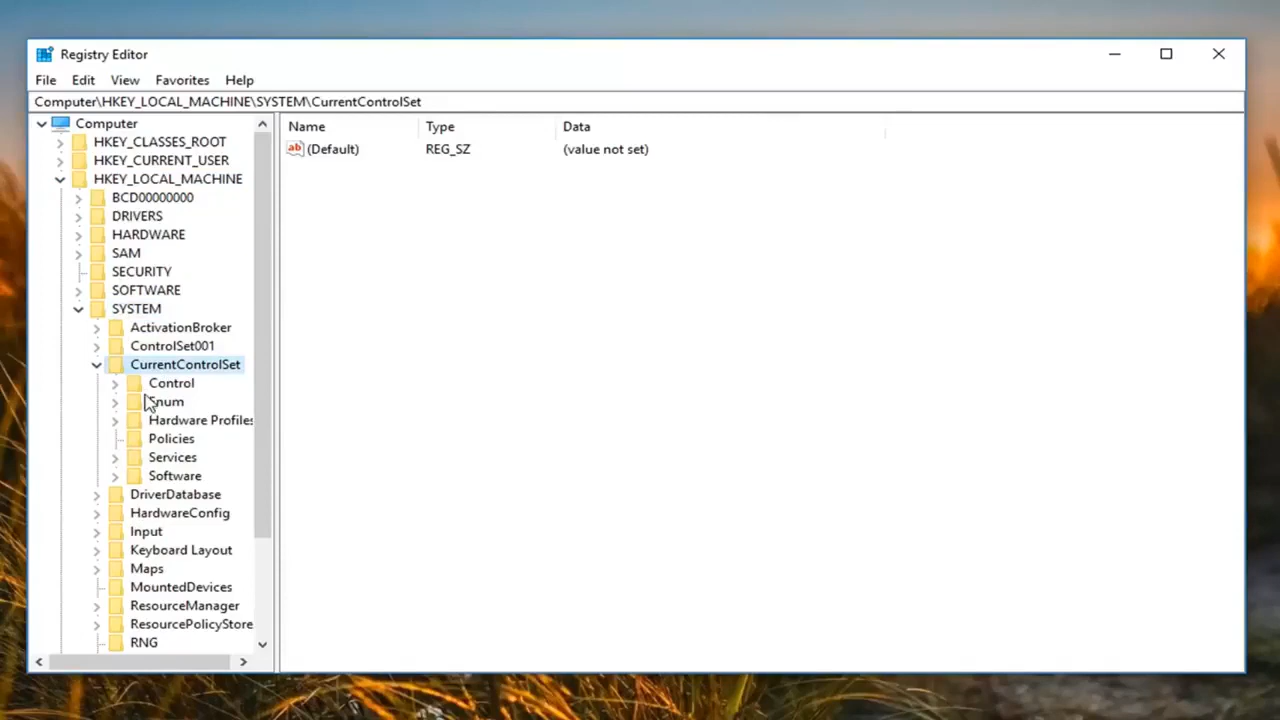 Registry Editor
File Edit View Favorites Help
Computer\HKEY_LOCAL_MACHINE\SYSTEM\CurrentControlSet
Computer
HKEY_CLASSES_ROOT
HKEY_CURRENT_USER
HKEY_LOCAL_MACHINE
BCD00000000
DRIVERS
HARDWARE
SAM
SECURITY
SOFTWARE
SYSTEM
ActivationBroker
ControlSet001
CurrentControlSet
Control
Enum
Hardware Profiles
Policies
Services
Software
DriverDatabase
HardwareConfig
Input
Keyboard Layout
Maps
MountedDevices
ResourceManager
ResourcePolicyStore
RNG
Name Type Data
ab (Default) REG_SZ (value not set)